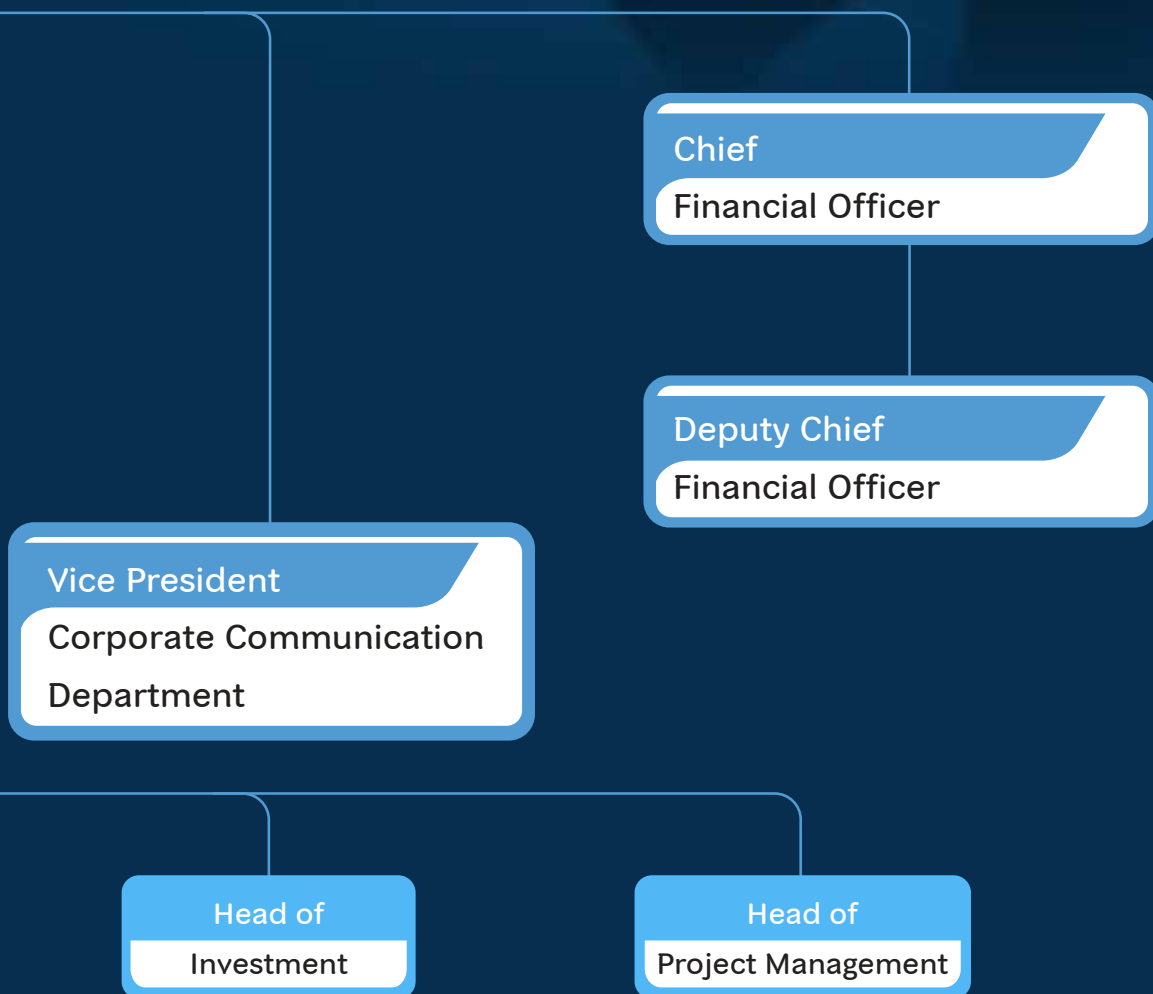 Chief
Financial Officer
Deputy Chief
Financial Officer
Vice President
Corporate Communication
Department
Head of
Investment
Head of
Project Management